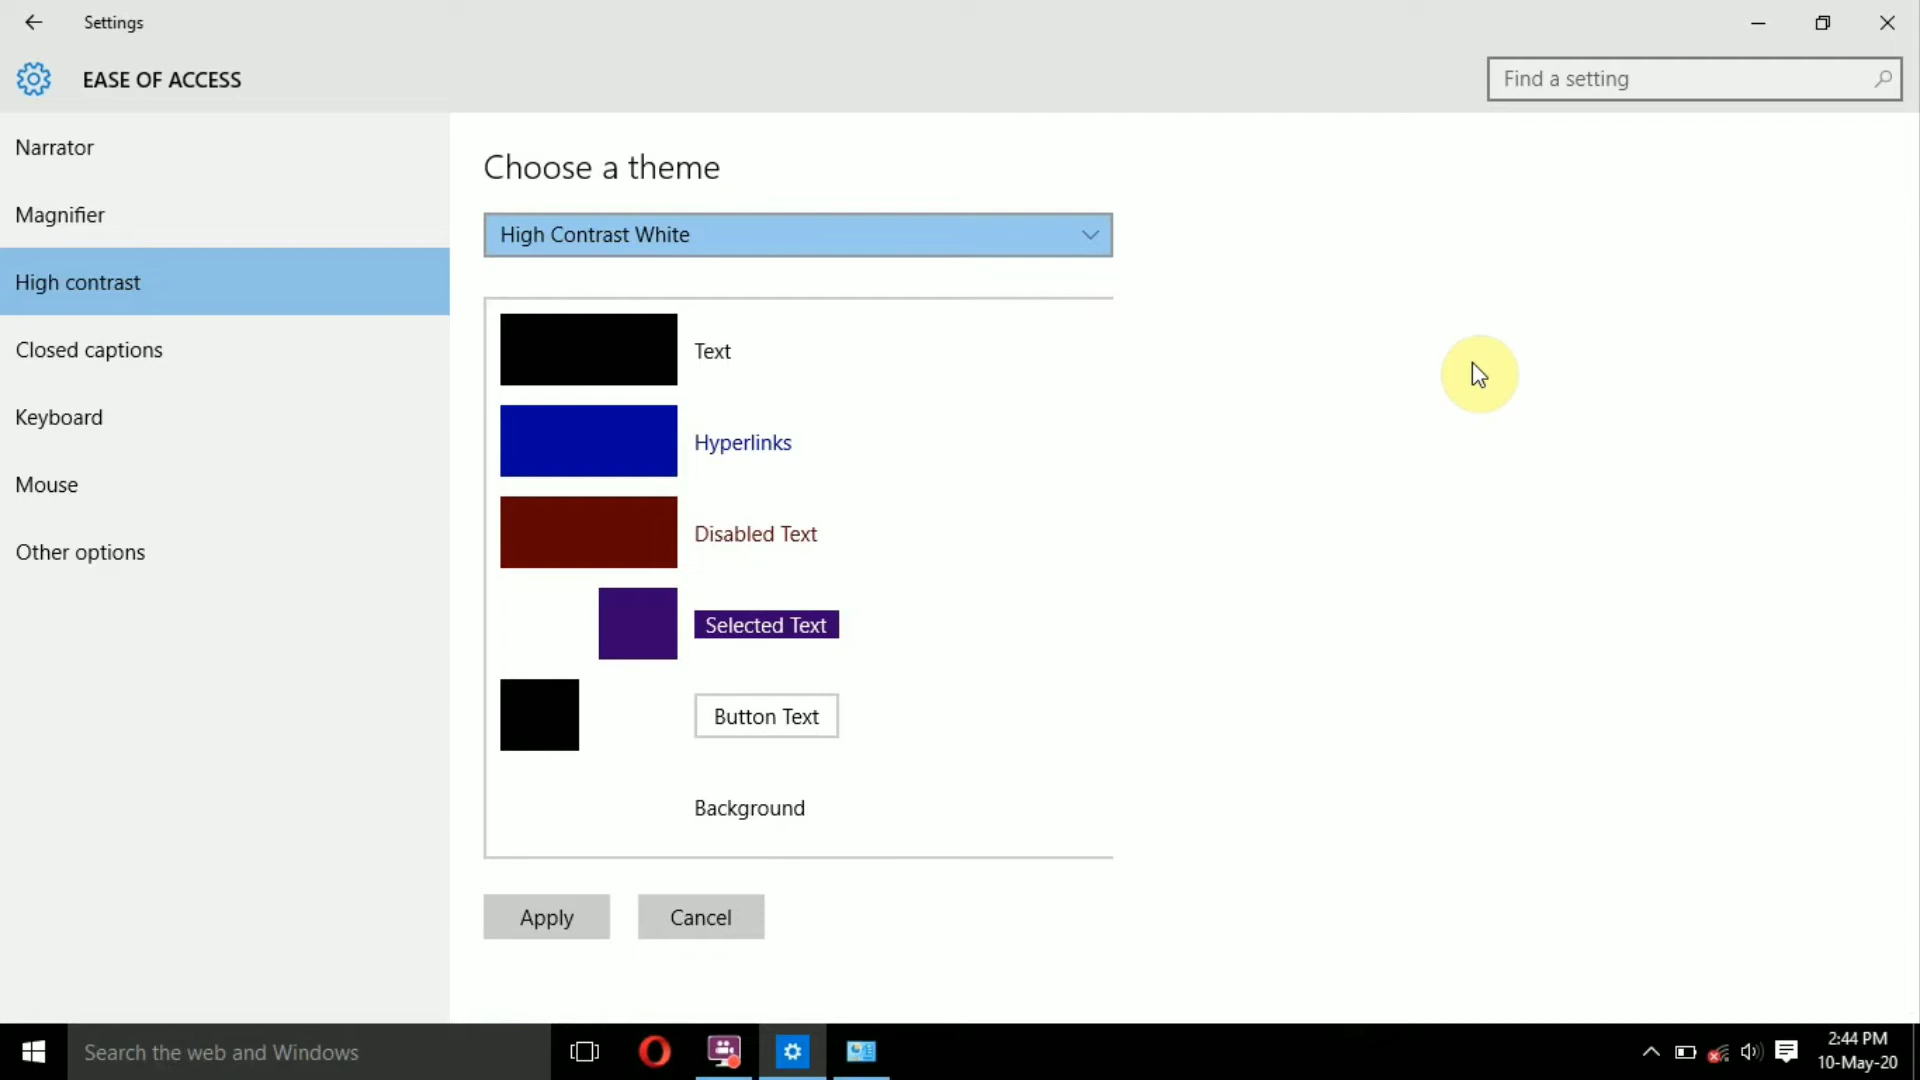 Settings
EASE OF ACCESS
Find a setting
Narrator
Magnifier
High contrast
Closed captions
Keyboard
Mouse
Other options
Choose a theme
High Contrast White
Text
Hyperlinks
Disabled Text
Selected Text
Button Text
Background
Apply
Cancel
Search the web and Windows
2:44 PM
10-May-20